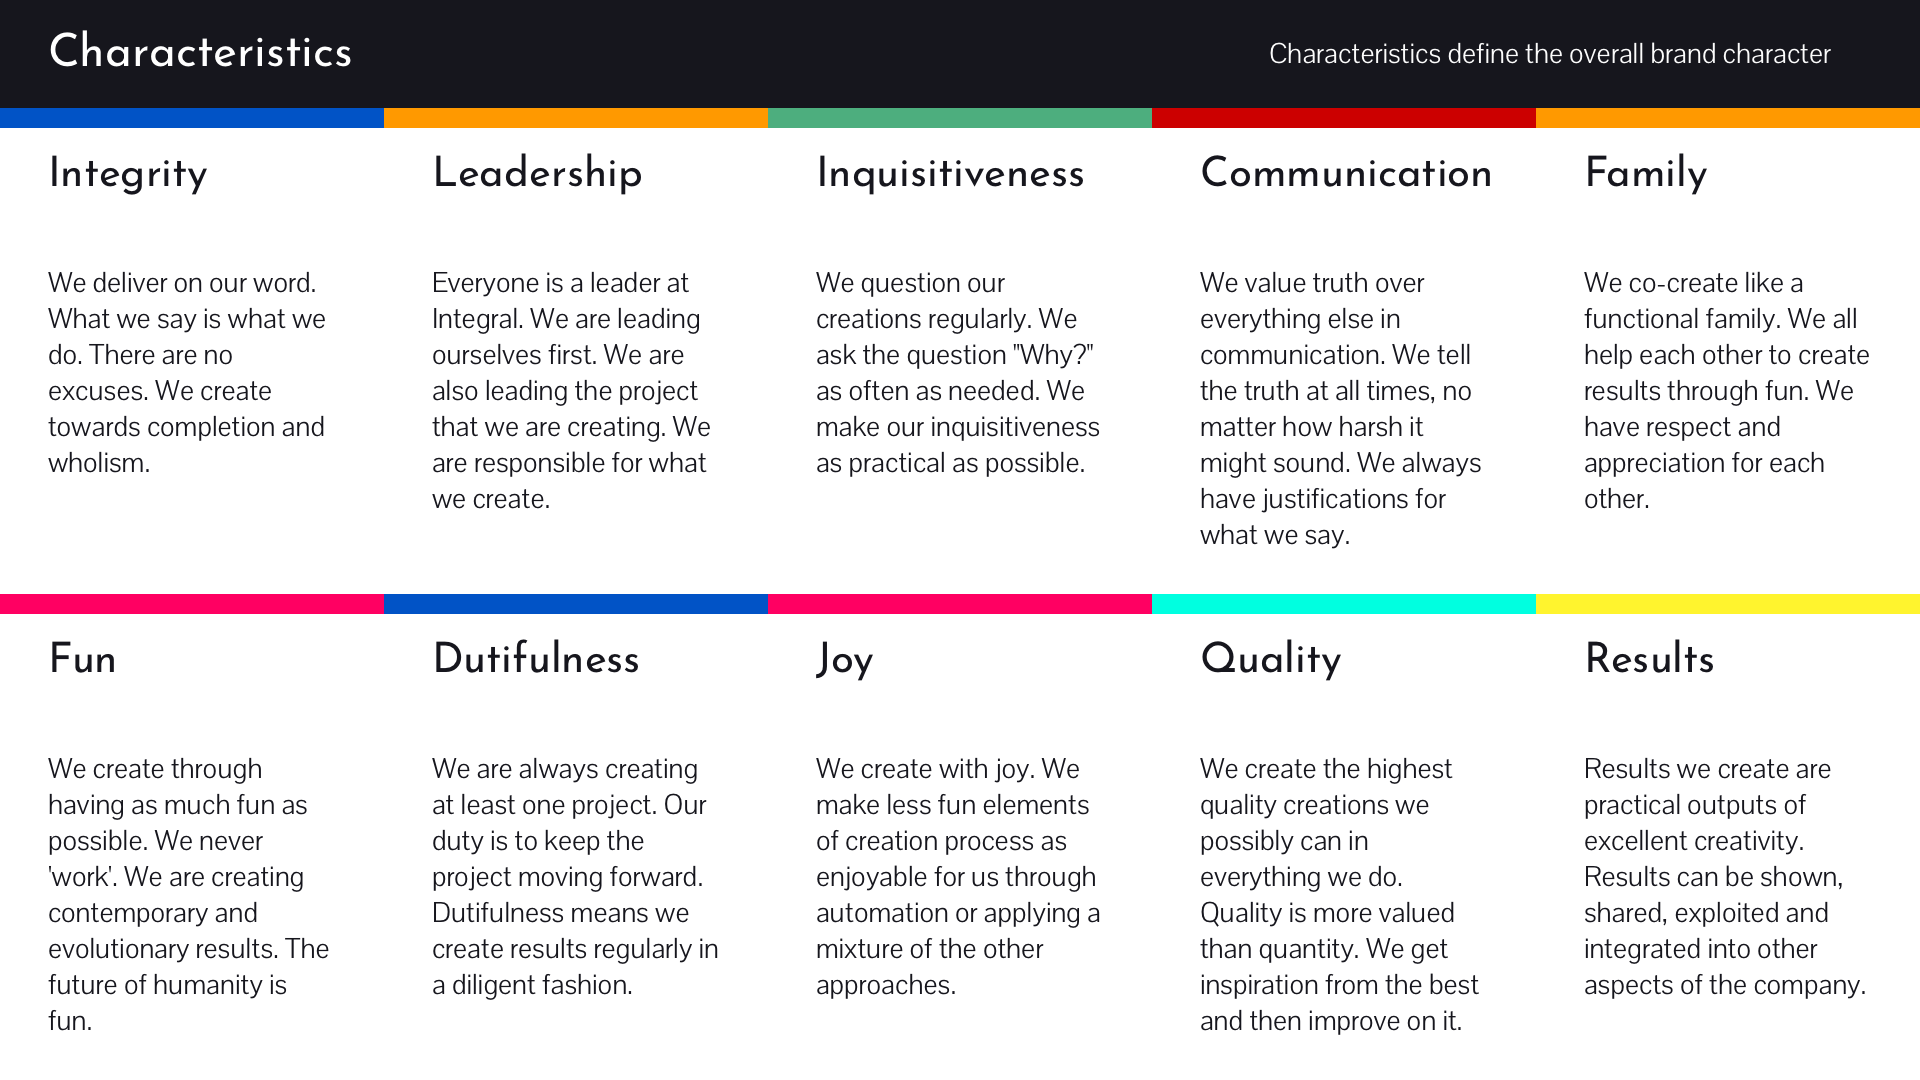 Characteristics
Characteristics define the overall brand character
Integrity
We deliver on our word.
What we say is what we
do. There are no
excuses. We create
towards completion and
wholism.
Leadership
Everyone is a leader at
Integral. We are leading
ourselves first. We are
also leading the project
that we are creating. We
are responsible for what
we create.
Inquisitiveness
We question our
creations regularly. We
ask the question "Why?"
as often as needed. We
make our inquisitiveness
as practical as possible.
Communication
We value truth over
everything else in
communication. We tell
the truth at all times, no
matter how harsh it
might sound. We always
have justifications for
what we say.
Family
We co-create like a
functional family. We all
help each other to create
results through fun. We
have respect and
appreciation for each
other.
Fun
We create through
having as much fun as
possible. We never
'work'. We are creating
contemporary and
evolutionary results. The
future of humanity is
fun.
Dutifulness
We are always creating
at least one project. Our
duty is to keep the
project moving forward.
Dutifulness means we
create results regularly in
a diligent fashion.
Joy
We create with joy. We
make less fun elements
of creation process as
enjoyable for us through
automation or applying a
mixture of the other
approaches.
Quality
We create the highest
quality creations we
possibly can in
everything we do.
Quality is more valued
than quantity. We get
inspiration from the best
and then improve on it.
Results
Results we create are
practical outputs of
excellent creativity.
Results can be shown,
shared, exploited and
integrated into other
aspects of the company.